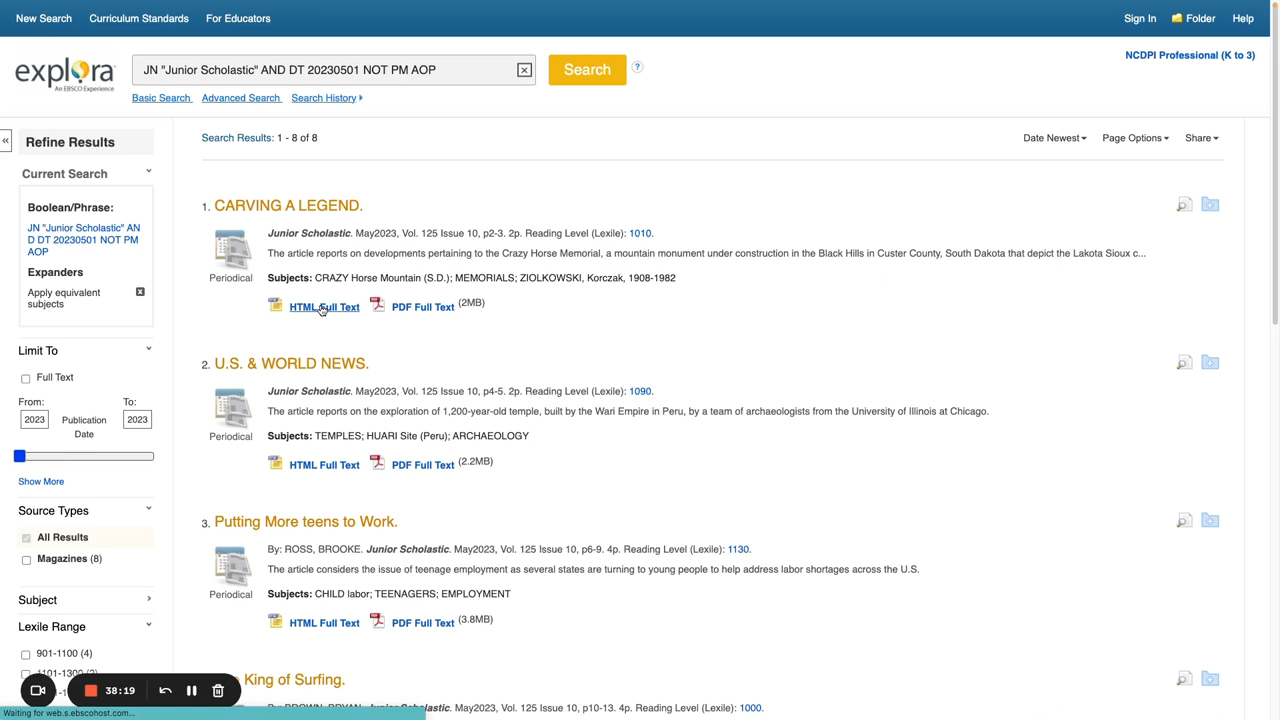 New Search Curriculum Standards For Educators Sign In Folder Help
explora
An EBSCO Experience
JN "Junior Scholastic" AND DT 20230501 NOT PM AOP
Search
?
NCDPI Professional (K to 3)
Basic Search Advanced Search Search History
«
Refine Results
Current Search
Boolean/Phrase:
JN "Junior Scholastic" AN
D DT 20230501 NOT PM
AOP
Expanders
Apply equivalent
subjects
Limit To
Full Text
From: To:
2023 Publication 2023
Date
Show More
Source Types
All Results
Magazines (8)
Subject
Lexile Range
901-1100 (4)
38:19
Waiting for web.s.ebscohost.com...
Search Results: 1 - 8 of 8
Date Newest Page Options Share
1. CARVING A LEGEND.
Junior Scholastic. May2023, Vol. 125 Issue 10, p2-3. 2p. Reading Level (Lexile): 1010.
The article reports on developments pertaining to the Crazy Horse Memorial, a mountain monument under construction in the Black Hills in Custer County, South Dakota that depict the Lakota Sioux c...
Periodical
Subjects: CRAZY Horse Mountain (S.D.); MEMORIALS; ZIOLKOWSKI, Korczak, 1908-1982
HTML Full Text PDF Full Text (2MB)
2. U.S. & WORLD NEWS.
Junior Scholastic. May2023, Vol. 125 Issue 10, p4-5. 2p. Reading Level (Lexile): 1090.
The article reports on the exploration of 1,200-year-old temple, built by the Wari Empire in Peru, by a team of archaeologists from the University of Illinois at Chicago.
Periodical
Subjects: TEMPLES; HUARI Site (Peru); ARCHAEOLOGY
HTML Full Text PDF Full Text (2.2MB)
3. Putting More teens to Work.
By: ROSS, BROOKE. Junior Scholastic. May2023, Vol. 125 Issue 10, p6-9. 4p. Reading Level (Lexile): 1130.
The article considers the issue of teenage employment as several states are turning to young people to help address labor shortages across the U.S.
Periodical
Subjects: CHILD labor; TEENAGERS; EMPLOYMENT
HTML Full Text PDF Full Text (3.8MB)
King of Surfing.
By: BROWN, BRYAN. Junior Scholastic. May2023, Vol. 125 Issue 10, p10-13. 4p. Reading Level (Lexile): 1000.